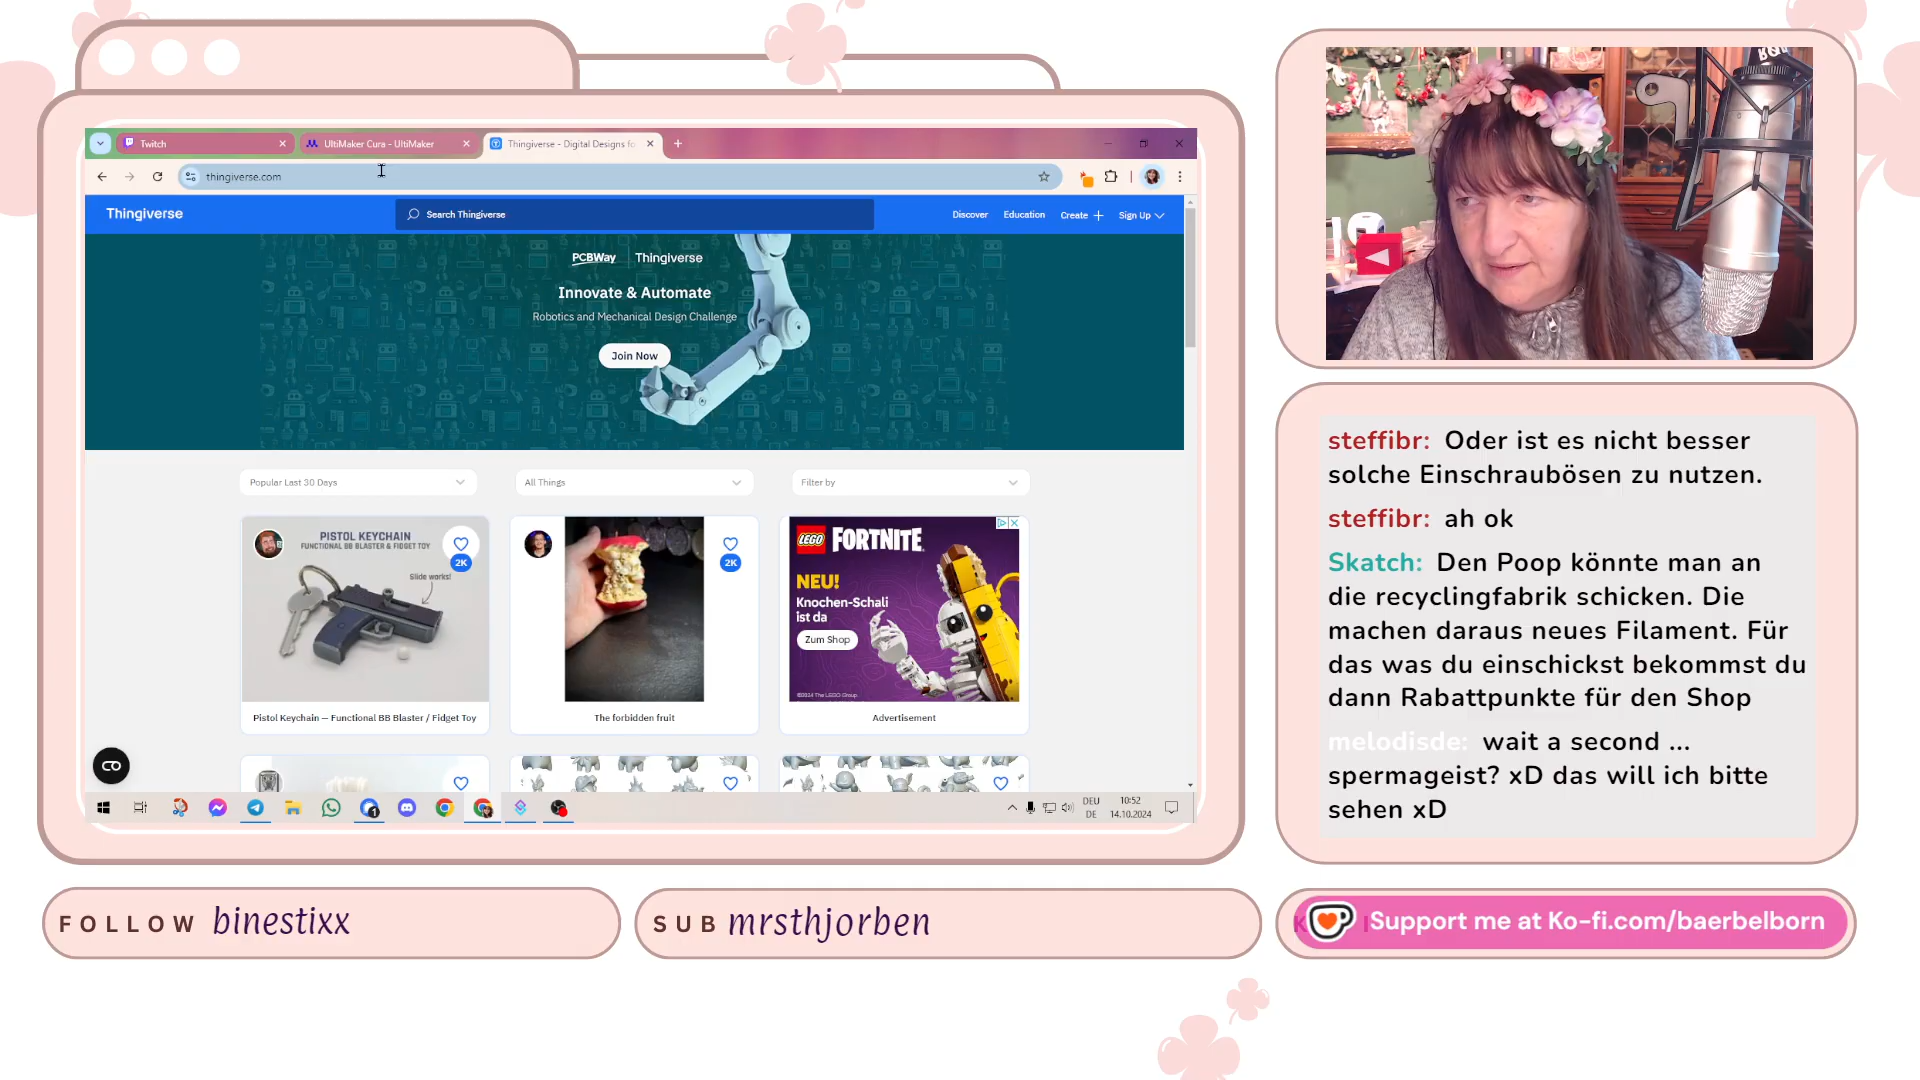 Twitch
UltiMaker Cura - UltiMaker
Thingiverse - Digital Designs fo
thingiverse.com
Thingiverse
Search Thingiverse
Discover
Education
Create
Sign Up
PCBWay
Thingiverse
Innovate & Automate
Robotics and Mechanical Design Challenge
Join Now
Popular Last 30 Days
All Things
Filter by
PISTOL KEYCHAIN
FUNCTIONAL BB BLASTER & FIDGET TOY
Slide works!
2K
Pistol Keychain — Functional BB Blaster / Fidget Toy
2K
The forbidden fruit
LEGO FORTNITE
NEU!
Knochen-Schali
ist da
Zum Shop
©2024 The LEGO Group.
Advertisement
DEU
DE
10:52
14.10.2024
steffibr: Oder ist es nicht besser
solche Einschraubösen zu nutzen.
steffibr: ah ok
Skatch: Den Poop könnte man an
die recyclingfabrik schicken. Die
machen daraus neues Filament. Für
das was du einschickst bekommst du
dann Rabattpunkte für den Shop
melodisde: wait a second ...
spermageist? xD das will ich bitte
sehen xD
FOLLOW binestixx
SUB mrsthjorben
Support me at Ko-fi.com/baerbelborn